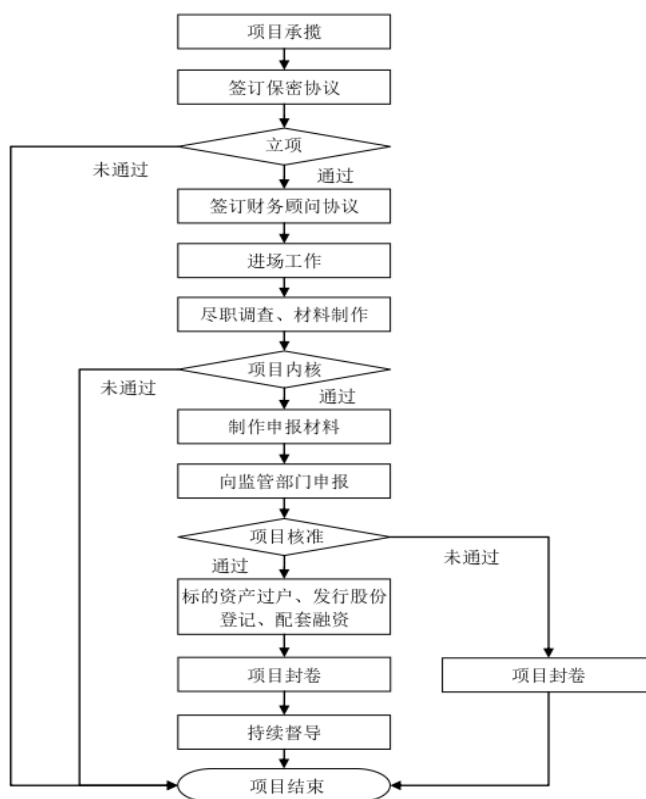 项目承揽
签订保密协议
立项
未通过
通过
签订财务顾问协议
进场工作
尽职调查、材料制作
项目内核
未通过
通过
制作申报材料
向监管部门申报
项目核准
未通过
通过
标的资产过户、发行股份
登记、配套融资
项目封卷
项目封卷
持续督导
项目结束